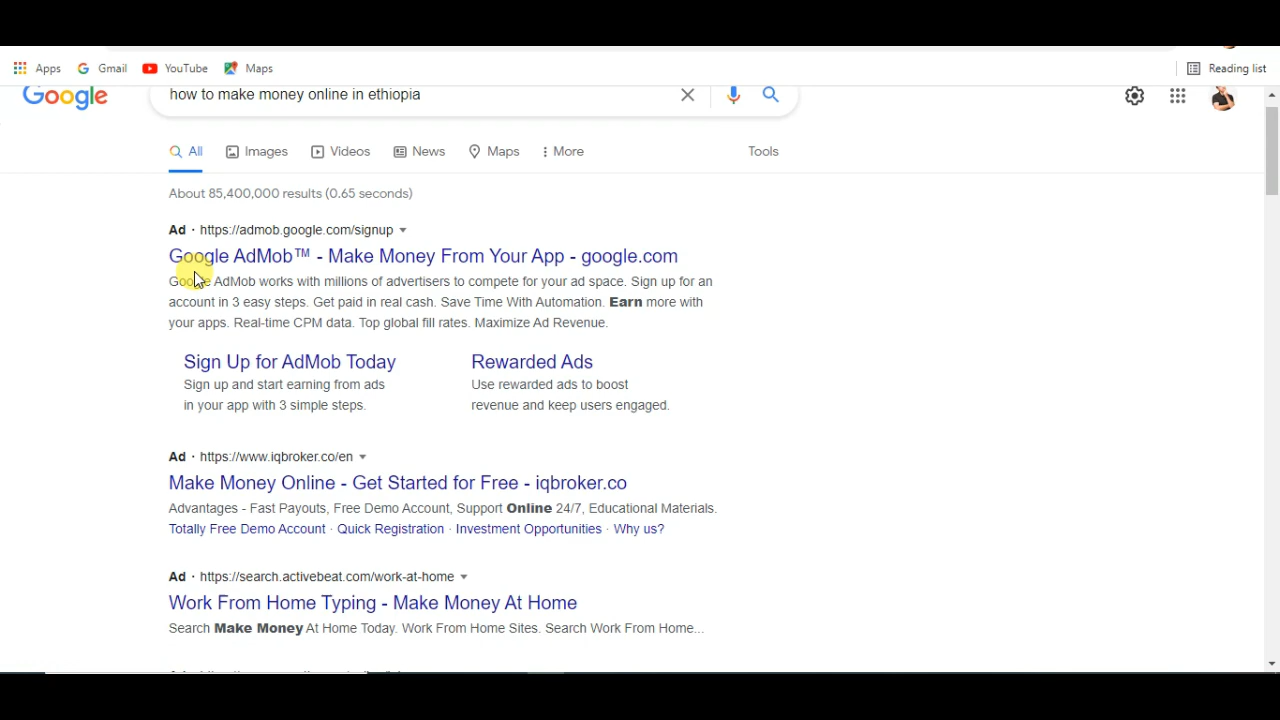 Apps Gmail YouTube Maps Reading list
Google how to make money online in ethiopia
All Images Videos News Maps More Tools
About 85,400,000 results (0.65 seconds)
Ad · https://admob.google.com/signup
Google AdMob™ - Make Money From Your App - google.com
Google AdMob works with millions of advertisers to compete for your ad space. Sign up for an
account in 3 easy steps. Get paid in real cash. Save Time With Automation. Earn more with
your apps. Real-time CPM data. Top global fill rates. Maximize Ad Revenue.
Sign Up for AdMob Today
Sign up and start earning from ads
in your app with 3 simple steps.
Rewarded Ads
Use rewarded ads to boost
revenue and keep users engaged.
Ad · https://www.iqbroker.co/en
Make Money Online - Get Started for Free - iqbroker.co
Advantages - Fast Payouts, Free Demo Account, Support Online 24/7, Educational Materials.
Totally Free Demo Account · Quick Registration · Investment Opportunities · Why us?
Ad · https://search.activebeat.com/work-at-home
Work From Home Typing - Make Money At Home
Search Make Money At Home Today. Work From Home Sites. Search Work From Home...